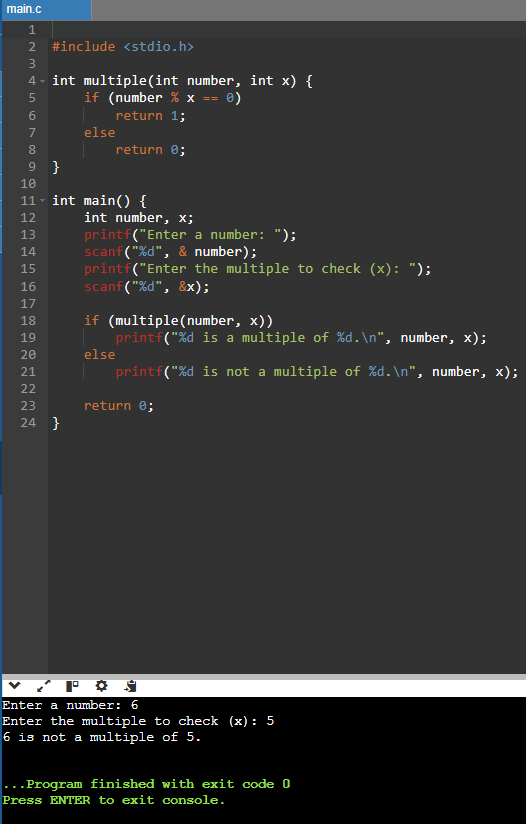 main.c
1
2 #include <stdio.h>
3
4 int multiple(int number, int x) {
5     if (number % x == 0)
6         return 1;
7     else
8         return 0;
9 }
10
11 int main() {
12     int number, x;
13     printf("Enter a number: ");
14     scanf("%d", & number);
15     printf("Enter the multiple to check (x): ");
16     scanf("%d", &x);
17
18     if (multiple(number, x))
19         printf("%d is a multiple of %d.\n", number, x);
20     else
21         printf("%d is not a multiple of %d.\n", number, x);
22
23     return 0;
24 }
Enter a number: 6
Enter the multiple to check (x): 5
6 is not a multiple of 5.
...Program finished with exit code 0
Press ENTER to exit console.